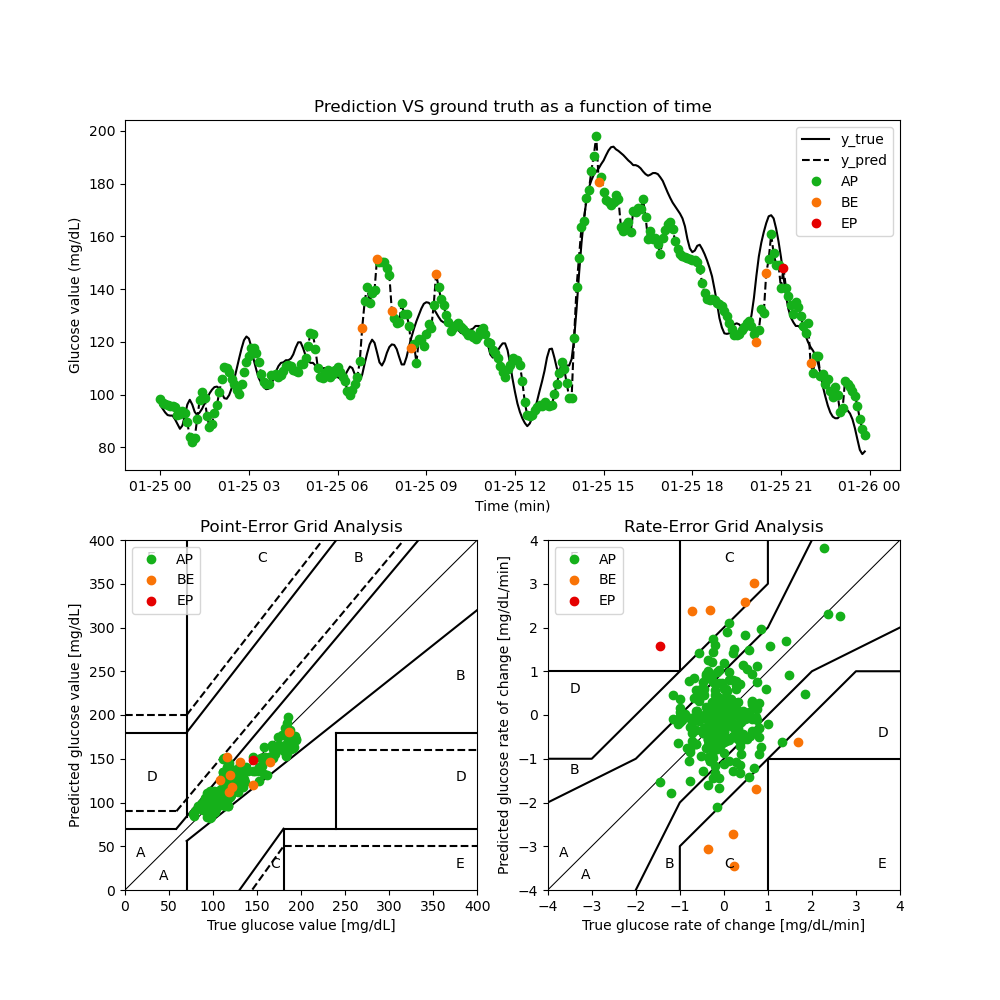 Prediction VS ground truth as a function of time
Glucose value (mg/dL)
200
180
160
140
120
100
80
y_true
y_pred
AP
BE
EP
01-25 00 01-25 03 01-25 06 01-25 09 01-25 12 01-25 15 01-25 18 01-25 21 01-26 00
Time (min)
Point-Error Grid Analysis
Predicted glucose value [mg/dL]
400
350
300
250
200
150
100
50
0
AP
BE
EP
C
B
B
D
D
A
A
C
E
0 50 100 150 200 250 300 350 400
True glucose value [mg/dL]
Rate-Error Grid Analysis
Predicted glucose rate of change [mg/dL/min]
4
3
2
1
0
−1
−2
−3
−4
AP
BE
EP
C
D
D
B
A
A
B
C
E
−4 −3 −2 −1 0 1 2 3 4
True glucose rate of change [mg/dL/min]